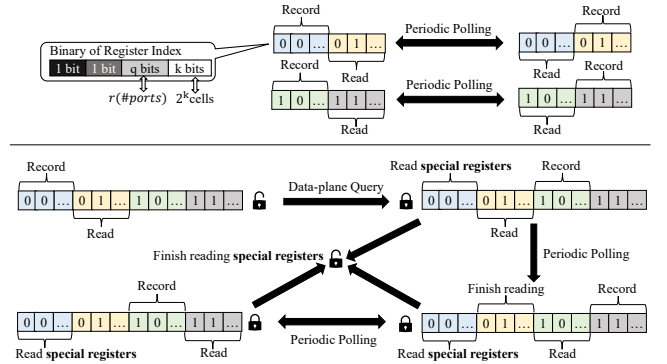 Record
Record
Binary of Register Index
1 bit 1 bit q bits k bits
r(#ports) 2^k cells
0 0 ... 0 1 ...
Periodic Polling
0 0 ... 0 1 ...
Read
Read
Record
Record
1 0 ... 1 1 ...
Periodic Polling
1 0 ... 1 1 ...
Read
Read
Record
0 0 ... 0 1 ... 1 0 ... 1 1 ...
Read
Data-plane Query
Read special registers
Record
0 0 ... 0 1 ... 1 0 ... 1 1 ...
Read
Finish reading special registers
Periodic Polling
Record
0 0 ... 0 1 ... 1 0 ... 1 1 ...
Read special registers
Read
Periodic Polling
Finish reading
Record
0 0 ... 0 1 ... 1 0 ... 1 1 ...
Read special registers
Read